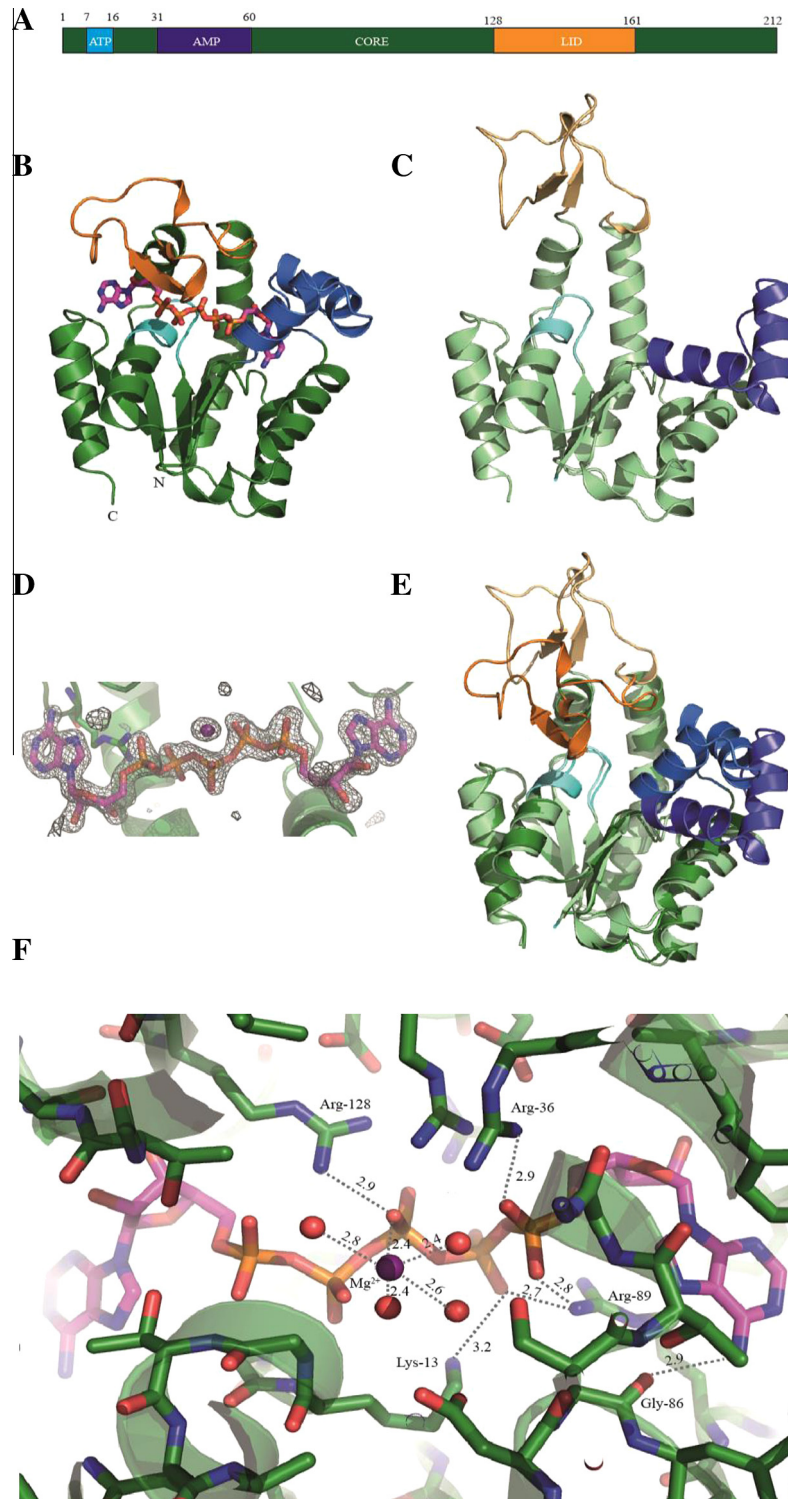 A
1 7 16 31 60 128 161 212
ATP AMP CORE LID
B
C
N
C
D
E
F
Arg-128
Arg-36
2.9
2.9
2.8
2.4
2.4
Mg2+
2.4
2.6
2.7
2.8
Arg-89
Lys-13
3.2
2.9
Gly-86